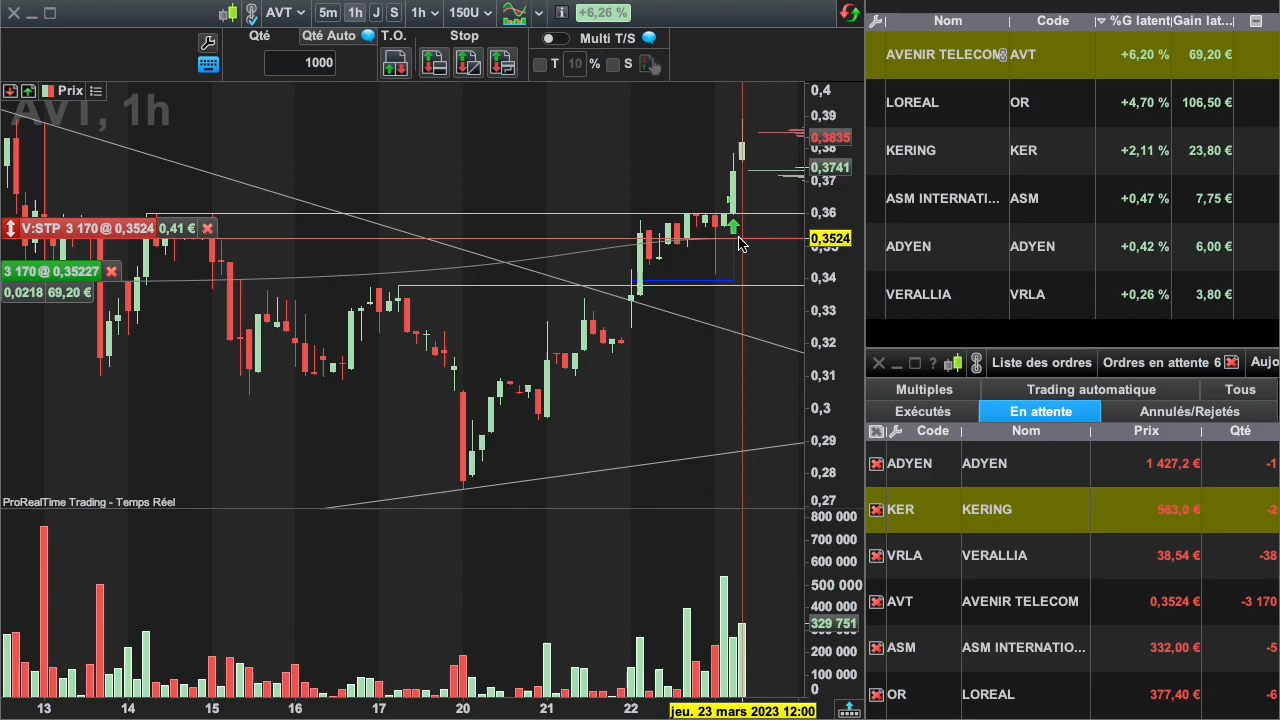 AVT 5m 1h J S 1h 150U i +6,26 %
Qté Qté Auto T.O. Stop Multi T/S
1000 T 10 % S
Prix
AVT, 1h
0,4
0,39
0,3835
0,38
0,3741
0,37
0,36
0,3524
0,35
0,34
0,33
0,32
0,31
0,3
0,29
0,28
0,27
V:STP 3 170 @ 0,3524 0,41 €
3 170 @ 0,35227
0,0218 69,20 €
ProRealTime Trading - Temps Réel
800 000
700 000
600 000
500 000
400 000
329 751
300 000
200 000
100 000
0
13 14 15 16 17 20 21 22 jeu. 23 mars 2023 12:00
Nom Code %G latent Gain lat...
AVENIR TELECOM AVT +6,20 % 69,20 €
LOREAL OR +4,70 % 106,50 €
KERING KER +2,11 % 23,80 €
ASM INTERNATI... ASM +0,47 % 7,75 €
ADYEN ADYEN +0,42 % 6,00 €
VERALLIA VRLA +0,26 % 3,80 €
? Liste des ordres Ordres en attente 6 Aujo
Multiples Trading automatique Tous
Exécutés En attente Annulés/Rejetés
Code Nom Prix Qté
ADYEN ADYEN 1 427,2 € -1
KER KERING 563,0 € -2
VRLA VERALLIA 38,54 € -38
AVT AVENIR TELECOM 0,3524 € -3 170
ASM ASM INTERNATIO... 332,00 € -5
OR LOREAL 377,40 € -6